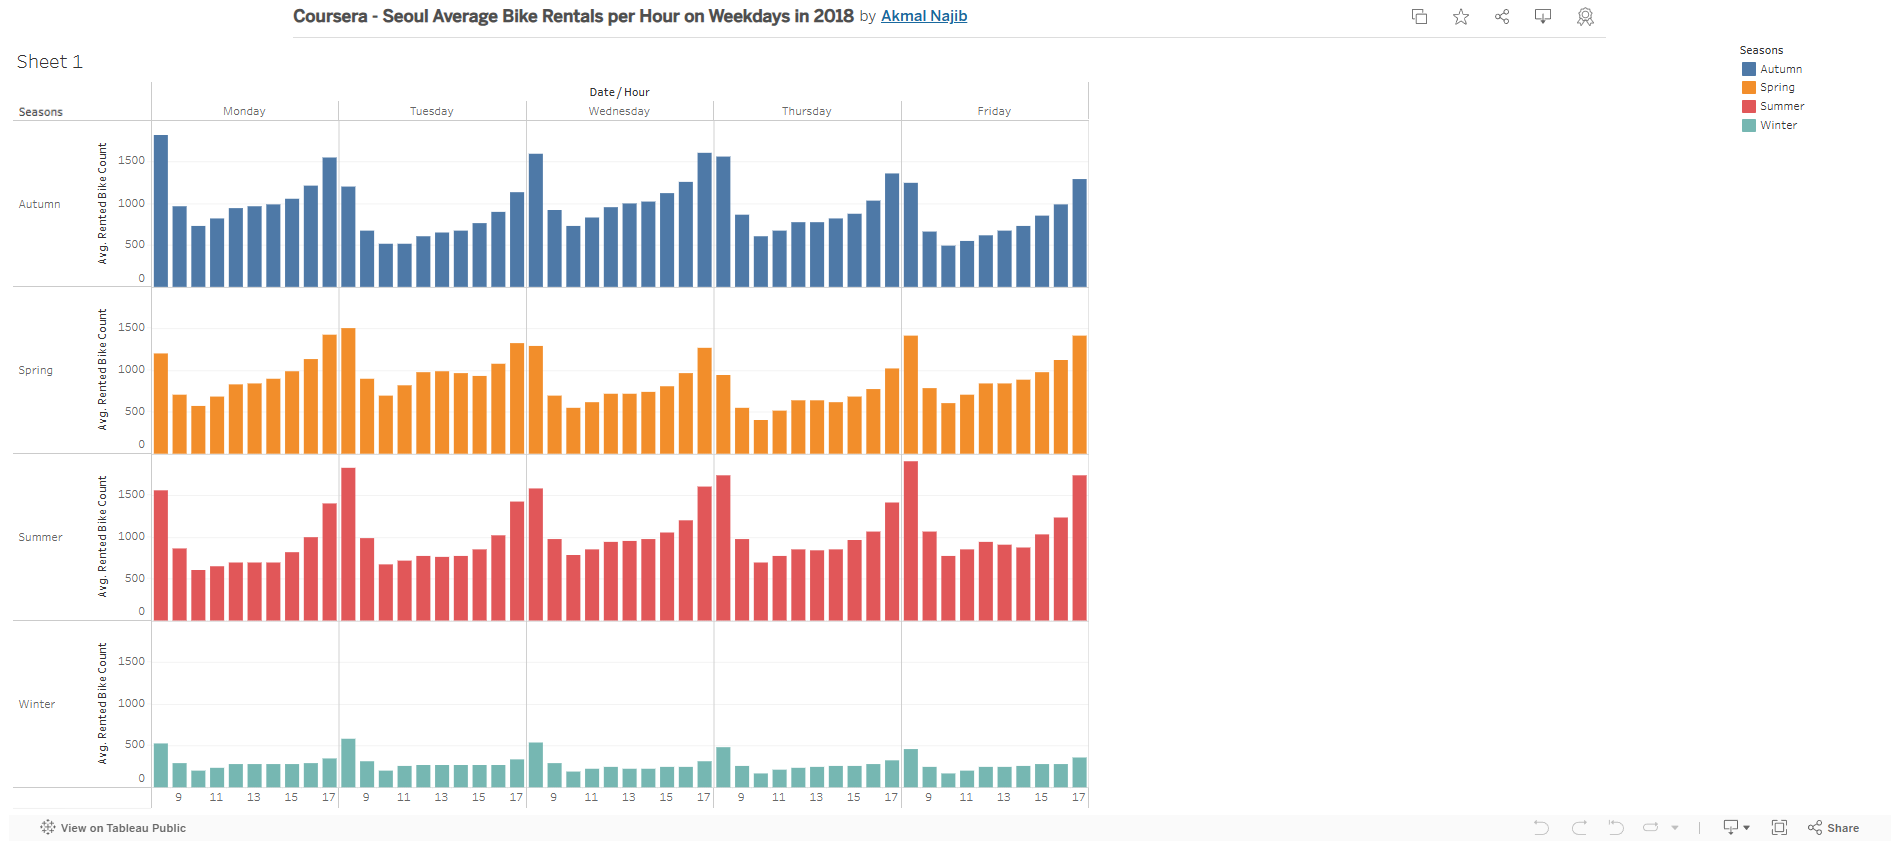 Coursera - Seoul Average Bike Rentals per Hour on Weekdays in 2018 by Akmal Najib
Sheet 1
Seasons
Autumn
Spring
Summer
Winter
Date / Hour
Seasons Monday Tuesday Wednesday Thursday Friday
Autumn
Avg. Rented Bike Count
1500
1000
500
0
Spring
Avg. Rented Bike Count
1500
1000
500
0
Summer
Avg. Rented Bike Count
1500
1000
500
0
Winter
Avg. Rented Bike Count
1500
1000
500
0
9 11 13 15 17 9 11 13 15 17 9 11 13 15 17 9 11 13 15 17 9 11 13 15 17
View on Tableau Public
Share